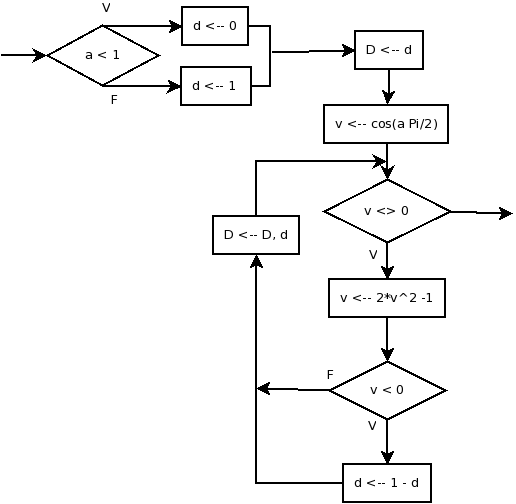 V
d <-- 0
a < 1
D <-- d
d <-- 1
F
v <-- cos(a Pi/2)
v <> 0
D <-- D, d
V
v <-- 2*v^2 -1
F
v < 0
V
d <-- 1 - d